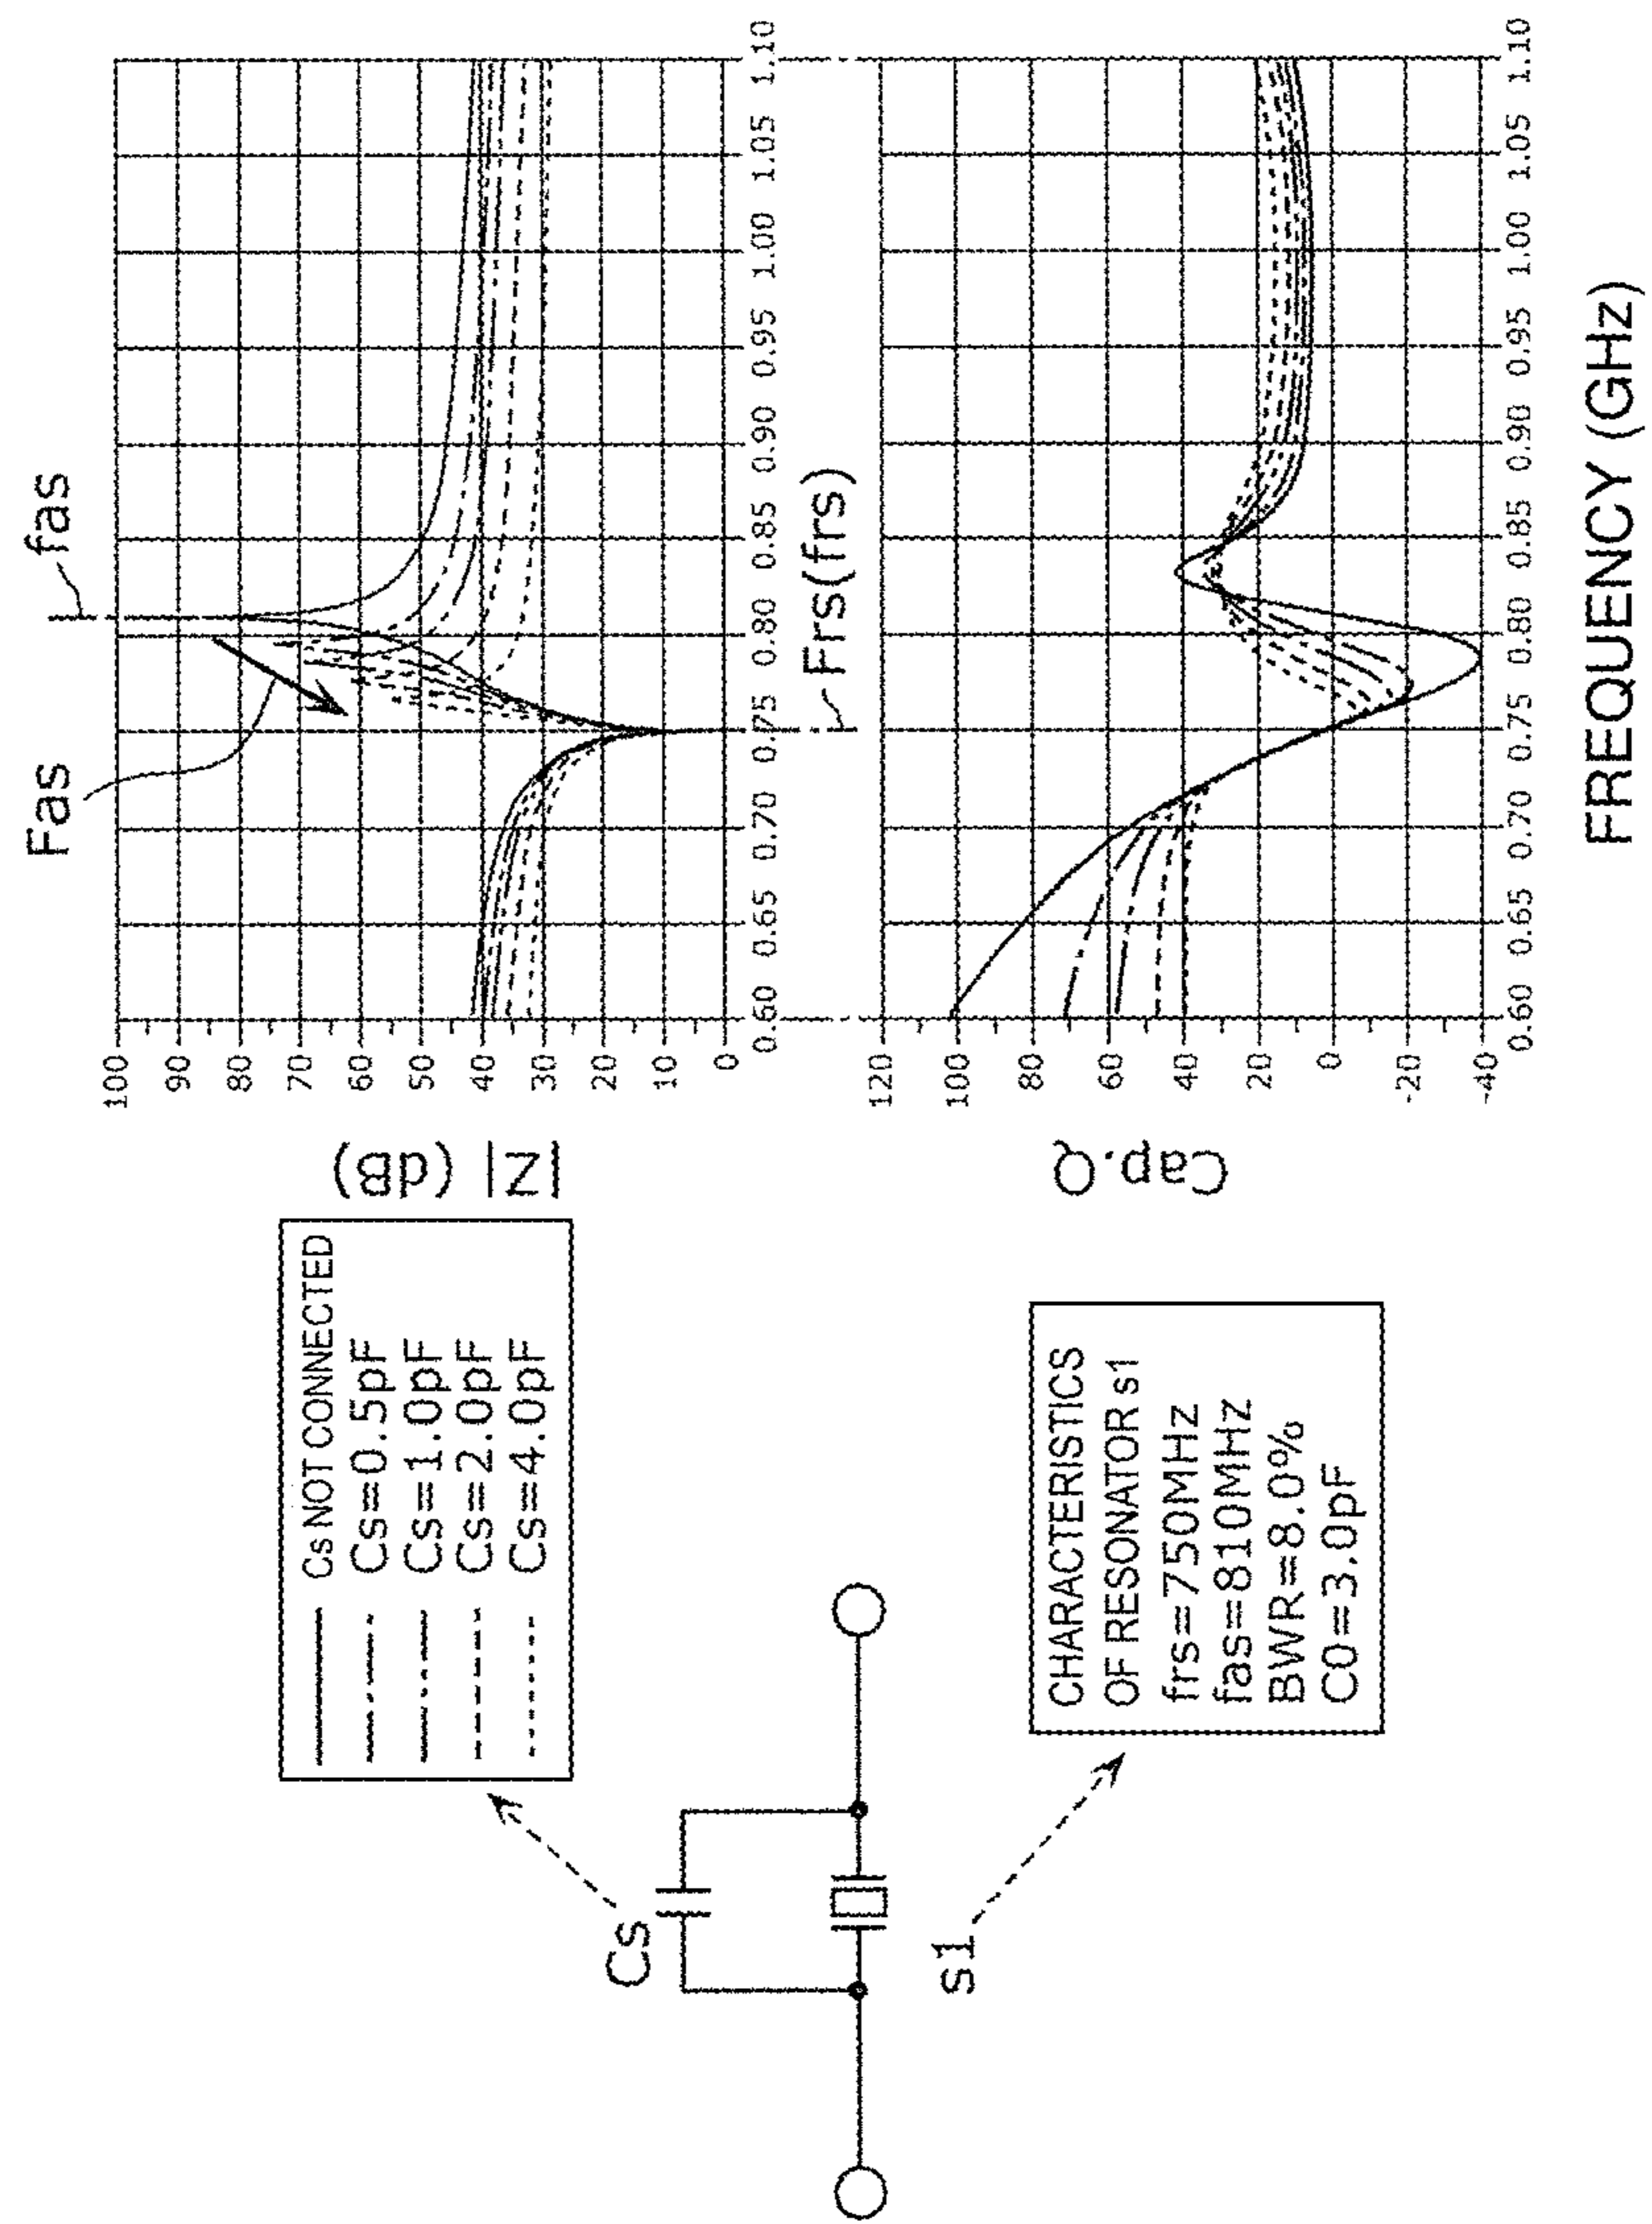 Cs
s1
Cs NOT CONNECTED
Cs=0.5pF
Cs=1.0pF
Cs=2.0pF
Cs=4.0pF
CHARACTERISTICS
OF RESONATOR s1
frs=750MHz
fas=810MHz
BWR=8.0%
C0=3.0pF
Fas
fas
|Z| (dB)
100
90
80
70
60
50
40
30
20
10
0
0.60 0.65 0.70 0.75 0.80 0.85 0.90 0.95 1.00 1.05 1.10
Frs(frs)
Cap.Q
120
100
80
60
40
20
0
-20
-40
0.60 0.65 0.70 0.75 0.80 0.85 0.90 0.95 1.00 1.05 1.10
FREQUENCY (GHz)